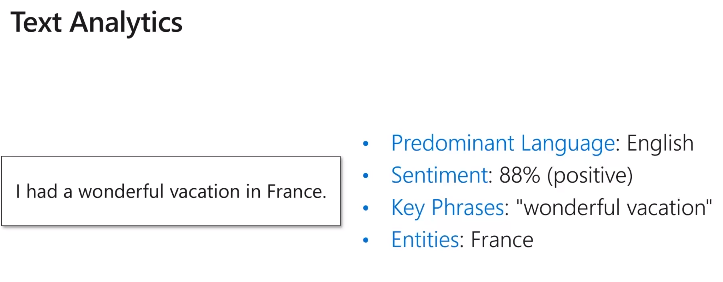 Text Analytics
I had a wonderful vacation in France.
• Predominant Language: English
• Sentiment: 88% (positive)
• Key Phrases: "wonderful vacation"
• Entities: France